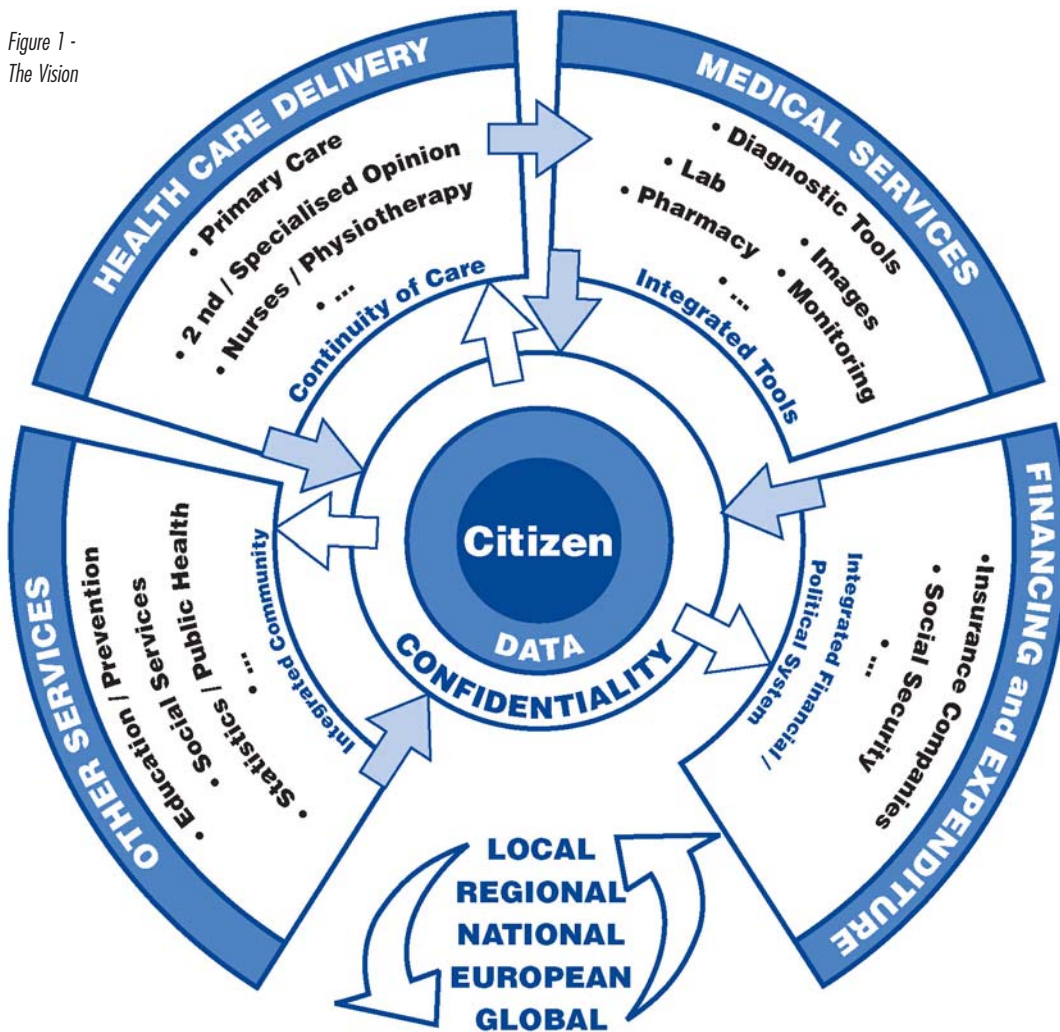 Figure 1 -
The Vision
HEALTH CARE DELIVERY
• Primary Care
• 2 nd / Specialised Opinion
• Nurses / Physiotherapy
• ...
Continuity of Care
MEDICAL SERVICES
• Diagnostic Tools
• Lab
• Images
• Pharmacy
• Monitoring
• ...
Integrated Tools
FINANCING and EXPENDITURE
• Insurance Companies
• Social Security
• ...
Integrated Financial /
Political System
OTHER SERVICES
• Education / Prevention
• Social Services
• Statistics / Public Health
• ...
Integrated Community
Citizen
DATA
CONFIDENTIALITY
LOCAL
REGIONAL
NATIONAL
EUROPEAN
GLOBAL